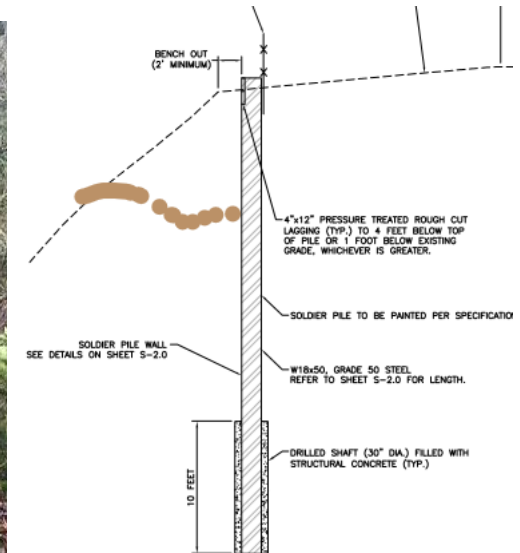 BENCH OUT
(2' MINIMUM)
4"x12" PRESSURE TREATED ROUGH CUT
LAGGING (TYP.) TO 4 FEET BELOW TOP
OF PILE OR 1 FOOT BELOW EXISTING
GRADE, WHICHEVER IS GREATER.
SOLDIER PILE TO BE PAINTED PER SPECIFICATIO
SOLDIER PILE WALL
SEE DETAILS ON SHEET S-2.0
W18x50, GRADE 50 STEEL
REFER TO SHEET S-2.0 FOR LENGTH.
10 FEET
DRILLED SHAFT (30" DIA.) FILLED WITH
STRUCTURAL CONCRETE (TYP.)